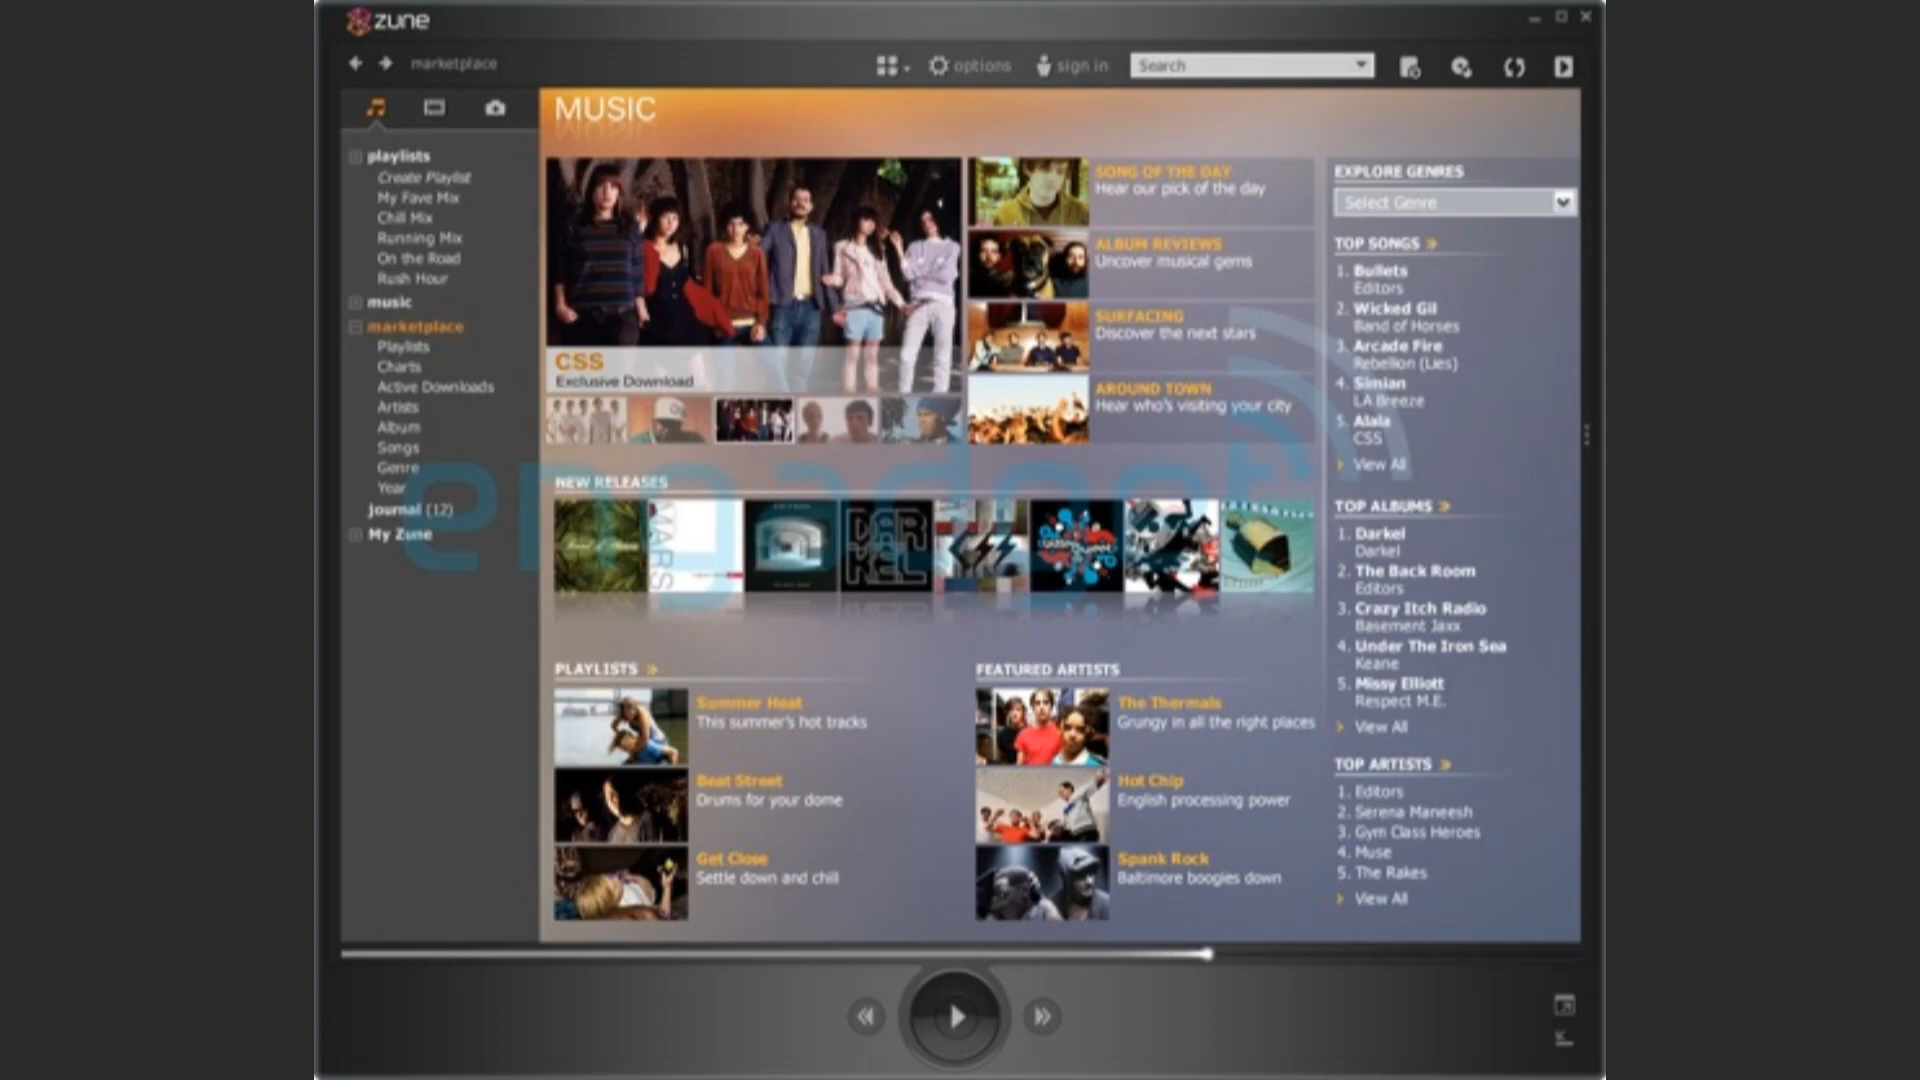 zune
marketplace
options
sign in
Search
MUSIC
playlists
Create Playlist
My Fave Mix
Chill Mix
Running Mix
On the Road
Rush Hour
music
marketplace
Playlists
Charts
Active Downloads
Artists
Album
Songs
Genre
Year
journal (12)
My Zune
CSS
Exclusive Download
SONG OF THE DAY
Hear our pick of the day
ALBUM REVIEWS
Uncover musical gems
SURFACING
Discover the next stars
AROUND TOWN
Hear who's visiting your city
engadget
NEW RELEASES
MARS
DAR
KEL
PLAYLISTS
Summer Heat
This summer's hot tracks
Beat Street
Drums for your dome
Get Close
Settle down and chill
FEATURED ARTISTS
The Thermals
Grungy in all the right places
Hot Chip
English processing power
Spank Rock
Baltimore boogies down
EXPLORE GENRES
Select Genre
TOP SONGS
1. Bullets
Editors
2. Wicked Gil
Band of Horses
3. Arcade Fire
Rebellion (Lies)
4. Simian
LA Breeze
5. Alala
CSS
View All
TOP ALBUMS
1. Darkel
Darkel
2. The Back Room
Editors
3. Crazy Itch Radio
Basement Jaxx
4. Under The Iron Sea
Keane
5. Missy Elliott
Respect M.E.
View All
TOP ARTISTS
1. Editors
2. Serena Maneesh
3. Gym Class Heroes
4. Muse
5. The Rakes
View All